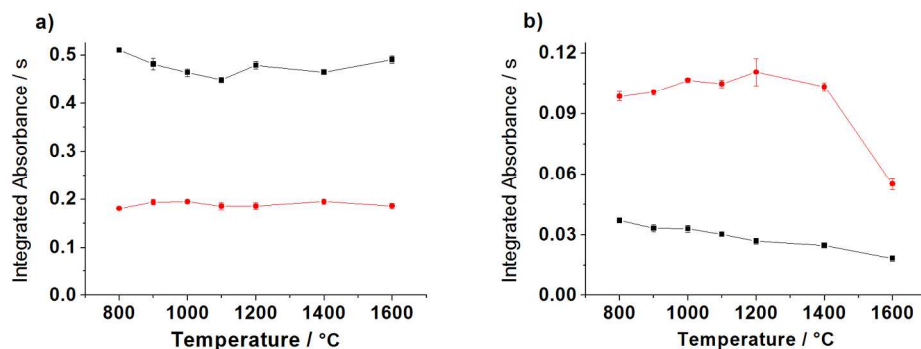 a)
Integrated Absorbance / s
0.5
0.4
0.3
0.2
0.1
0.0
800 1000 1200 1400 1600
Temperature / °C
b)
Integrated Absorbance / s
0.12
0.09
0.06
0.03
0.00
800 1000 1200 1400 1600
Temperature / °C